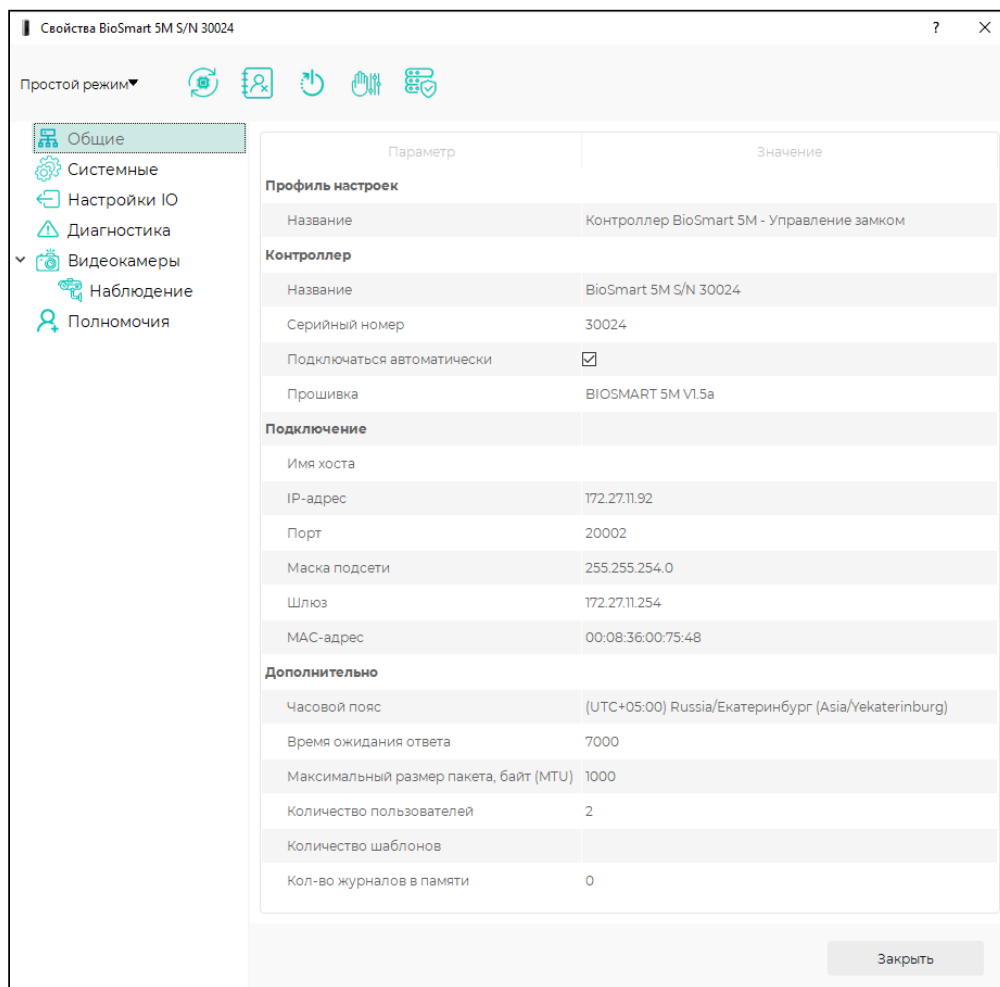 Свойства BioSmart 5M S/N 30024
?
Простой режим
Общие
Системные
Настройки IO
Диагностика
Видеокамеры
Наблюдение
Полномочия
Параметр Значение
Профиль настроек
Название Контроллер BioSmart 5M - Управление замком
Контроллер
Название BioSmart 5M S/N 30024
Серийный номер 30024
Подключаться автоматически
Прошивка BIOSMART 5M V1.5a
Подключение
Имя хоста
IP-адрес 172.27.11.92
Порт 20002
Маска подсети 255.255.254.0
Шлюз 172.27.11.254
MAC-адрес 00:08:36:00:75:48
Дополнительно
Часовой пояс (UTC+05:00) Russia/Екатеринбург (Asia/Yekaterinburg)
Время ожидания ответа 7000
Максимальный размер пакета, байт (MTU) 1000
Количество пользователей 2
Количество шаблонов
Кол-во журналов в памяти 0
Закрыть